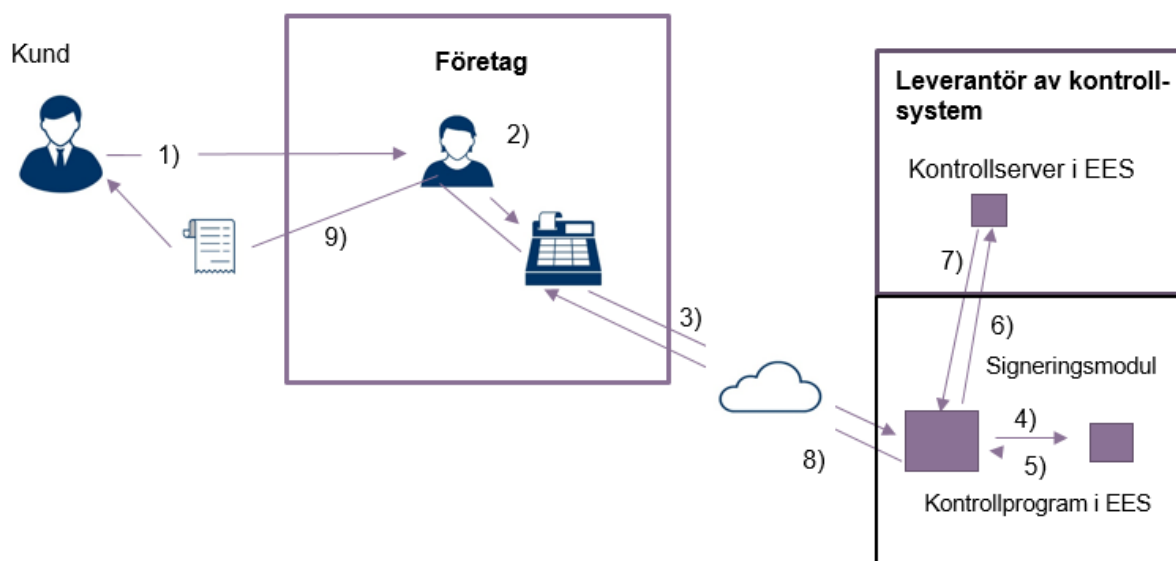 Kund
Företag
Leverantör av kontroll-
system
1)
2)
Kontrollserver i EES
9)
7)
3)
6)
Signeringsmodul
4)
8)
5)
Kontrollprogram i EES